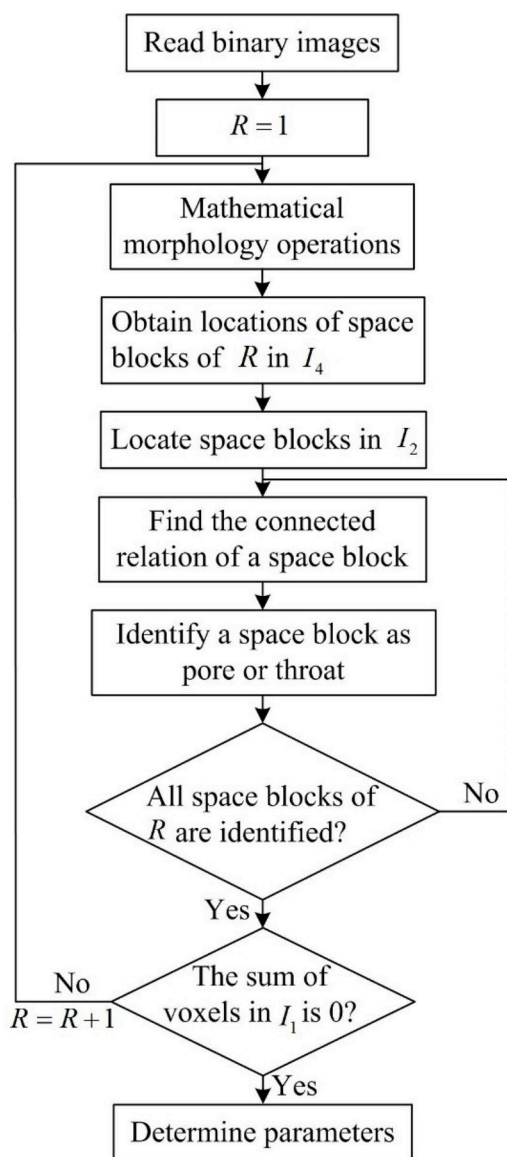 Read binary images
R = 1
Mathematical
morphology operations
Obtain locations of space
blocks of R in I₄
Locate space blocks in I₂
Find the connected
relation of a space block
Identify a space block as
pore or throat
All space blocks of
R are identified?
No
Yes
The sum of
voxels in I₁ is 0?
No
R = R+1
Yes
Determine parameters